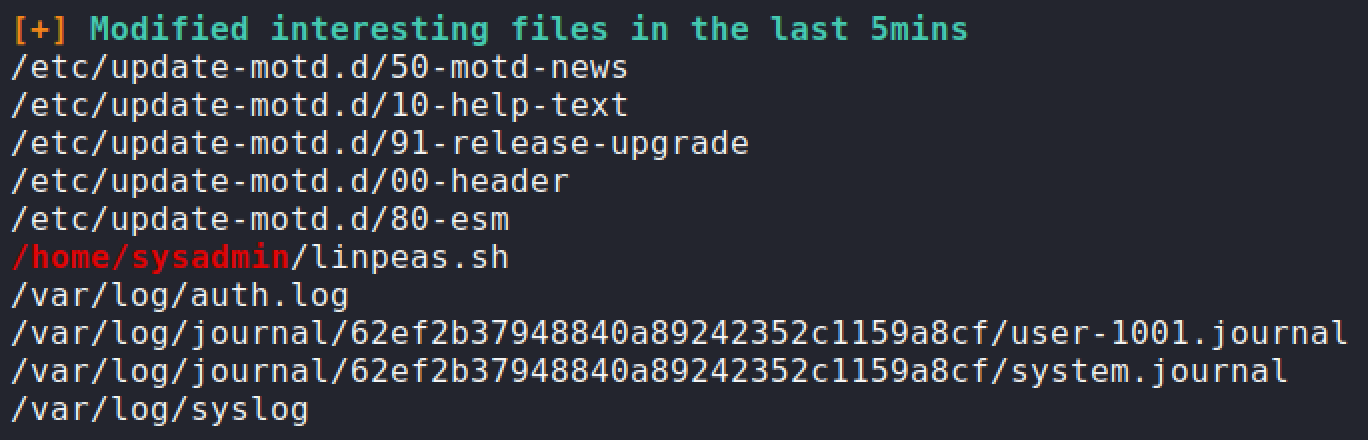 [+] Modified interesting files in the last 5mins
/etc/update-motd.d/50-motd-news
/etc/update-motd.d/10-help-text
/etc/update-motd.d/91-release-upgrade
/etc/update-motd.d/00-header
/etc/update-motd.d/80-esm
/home/sysadmin/linpeas.sh
/var/log/auth.log
/var/log/journal/62ef2b37948840a89242352c1159a8cf/user-1001.journal
/var/log/journal/62ef2b37948840a89242352c1159a8cf/system.journal
/var/log/syslog